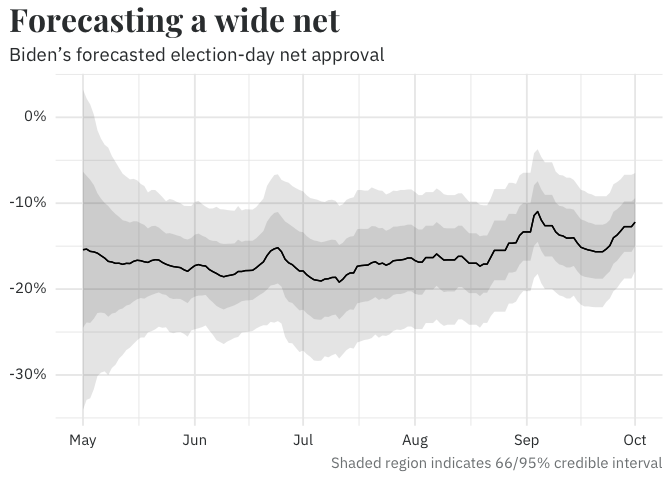 Forecasting a wide net
Biden’s forecasted election-day net approval
0%
-10%
-20%
-30%
May Jun Jul Aug Sep Oct
Shaded region indicates 66/95% credible interval